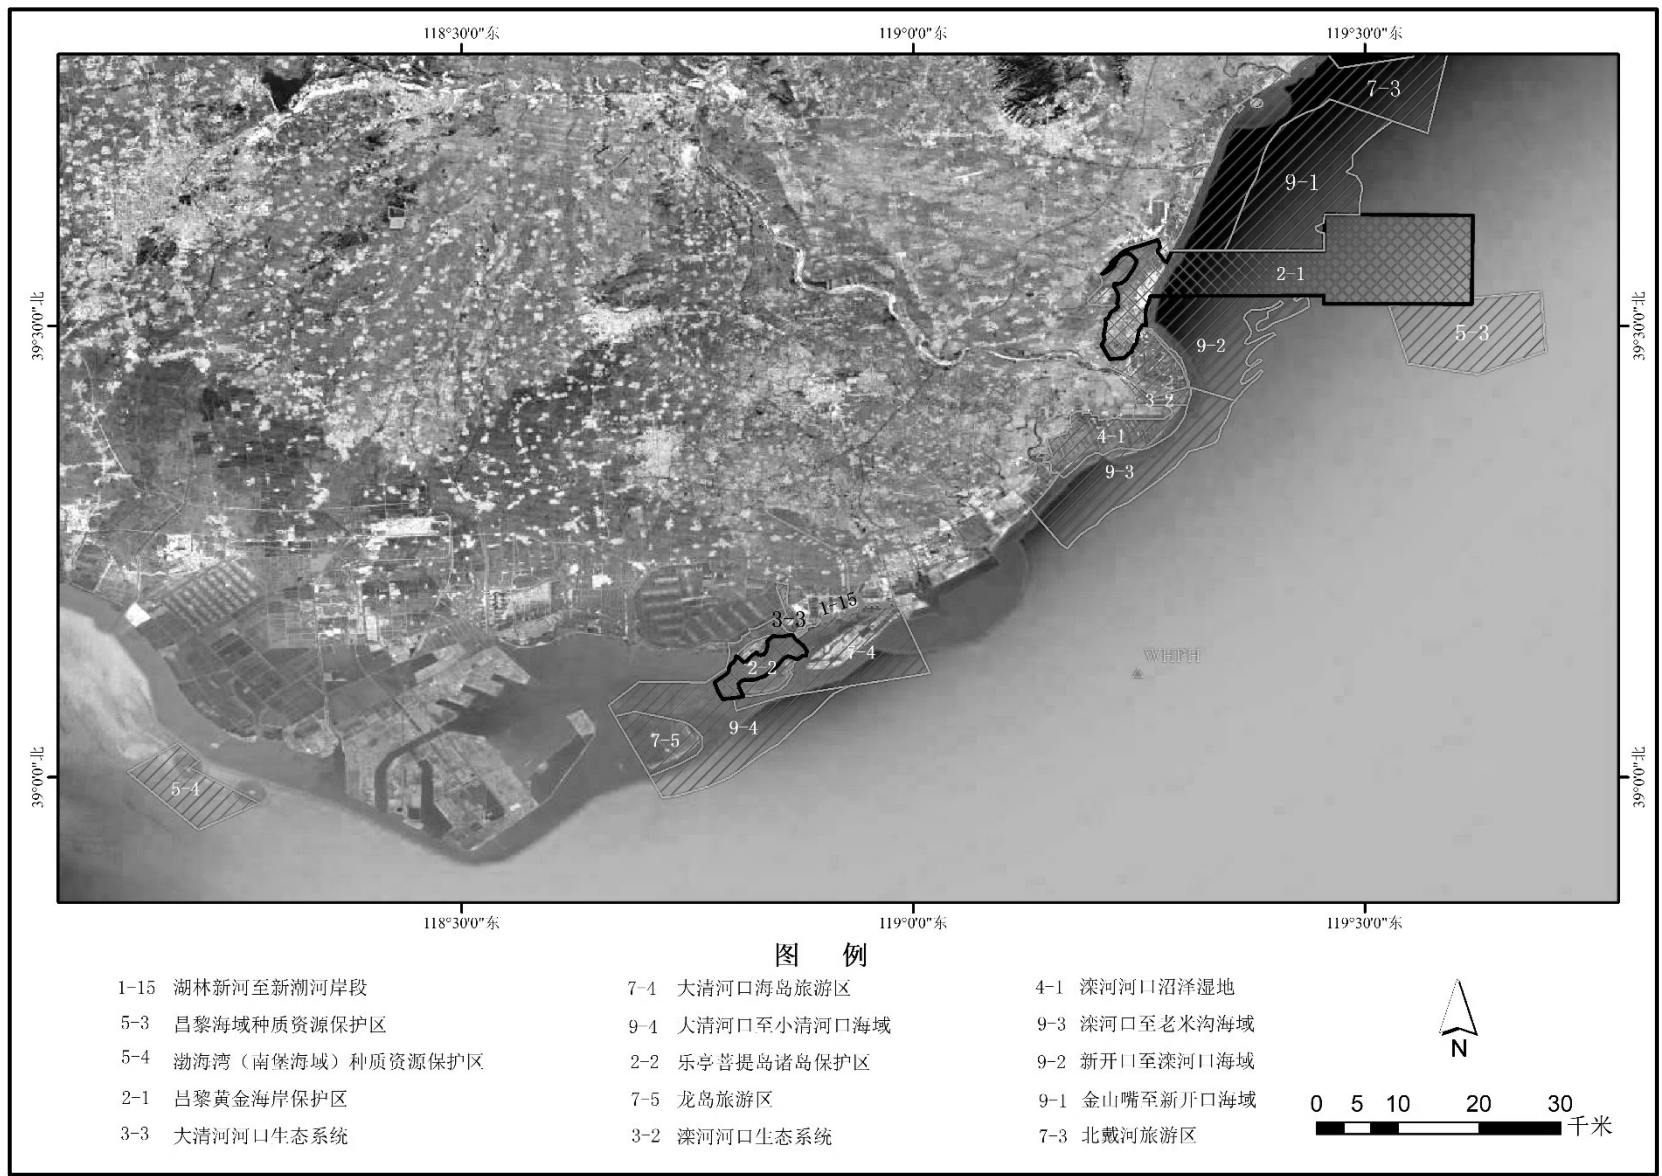 118°30'0"东 119°0'0"东 119°30'0"东
7-3
9-1
2-1
39°30'0"北 39°30'0"北
5-3
9-2
3-2
4-1
9-3
1-15
3-3
7-4
2-2
WHPH
9-4
7-5
39°0'0"北 39°0'0"北
5-4
118°30'0"东 119°0'0"东 119°30'0"东
图 例
1-15 湖林新河至新潮河岸段
7-4 大清河口海岛旅游区
4-1 滦河河口沼泽湿地
5-3 昌黎海域种质资源保护区
9-4 大清河口至小清河口海域
9-3 滦河口至老米沟海域
5-4 渤海湾（南堡海域）种质资源保护区
2-2 乐亭菩提岛诸岛保护区
9-2 新开口至滦河口海域
2-1 昌黎黄金海岸保护区
7-5 龙岛旅游区
9-1 金山嘴至新开口海域
3-3 大清河河口生态系统
3-2 滦河河口生态系统
7-3 北戴河旅游区
N
0 5 10 20 30
千米